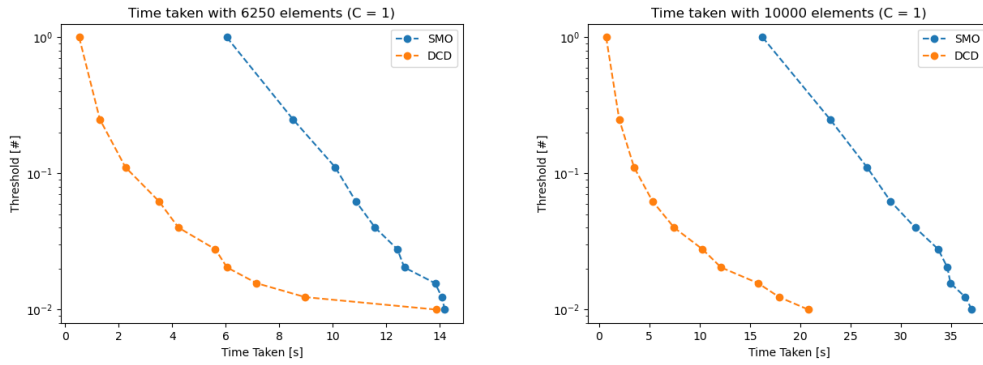 Time taken with 6250 elements (C = 1)
SMO
DCD
Threshold [#]
10⁰
10⁻¹
10⁻²
0 2 4 6 8 10 12 14
Time Taken [s]
Time taken with 10000 elements (C = 1)
SMO
DCD
Threshold [#]
10⁰
10⁻¹
10⁻²
0 5 10 15 20 25 30 35
Time Taken [s]